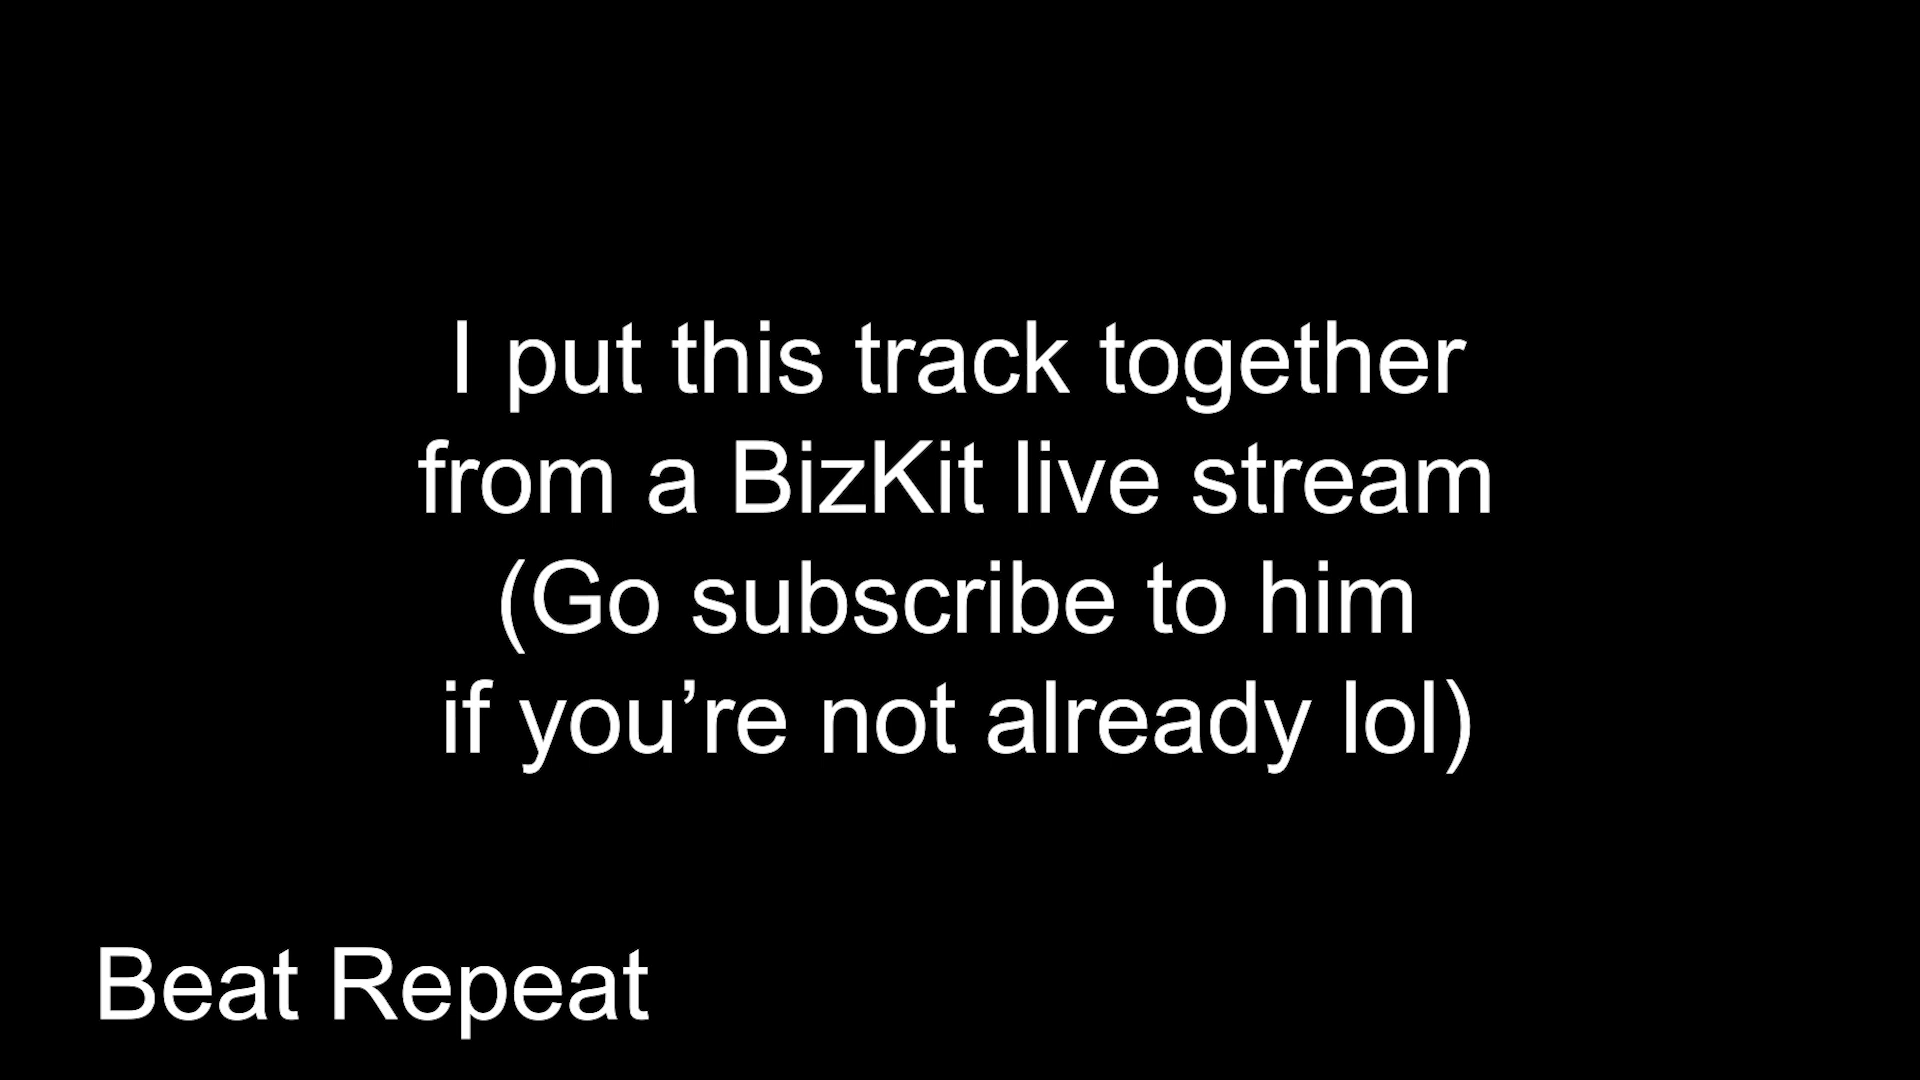 I put this track together
from a BizKit live stream
(Go subscribe to him
if you’re not already lol)
Beat Repeat